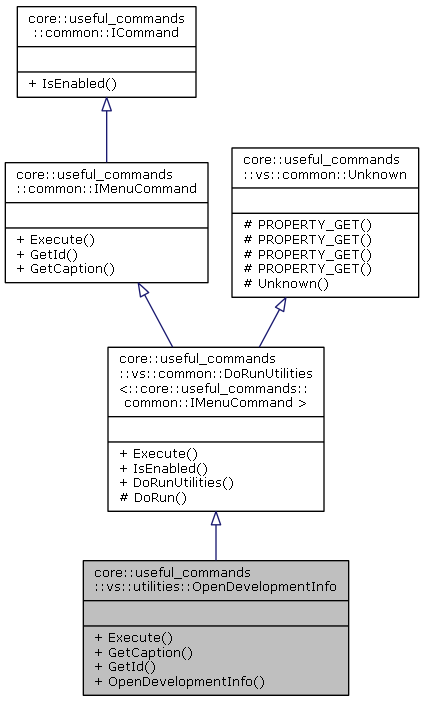 core::useful_commands
::common::ICommand
+ IsEnabled()
core::useful_commands
::common::IMenuCommand
+ Execute()
+ GetId()
+ GetCaption()
core::useful_commands
::vs::common::Unknown
# PROPERTY_GET()
# PROPERTY_GET()
# PROPERTY_GET()
# PROPERTY_GET()
# Unknown()
core::useful_commands
::vs::common::DoRunUtilities
<::core::useful_commands::
common::IMenuCommand >
+ Execute()
+ IsEnabled()
+ DoRunUtilities()
# DoRun()
core::useful_commands
::vs::utilities::OpenDevelopmentInfo
+ Execute()
+ GetCaption()
+ GetId()
+ OpenDevelopmentInfo()